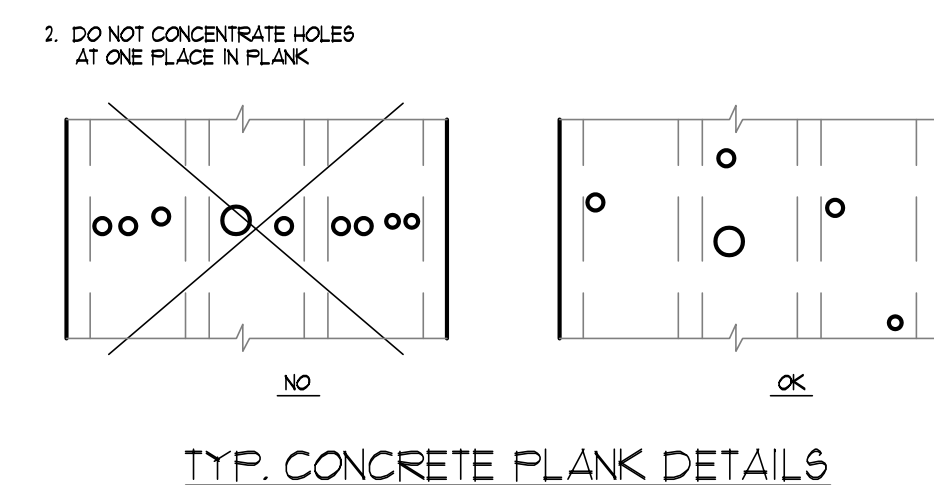 2. DO NOT CONCENTRATE HOLES
AT ONE PLACE IN PLANK
NO
OK
TYP. CONCRETE PLANK DETAILS